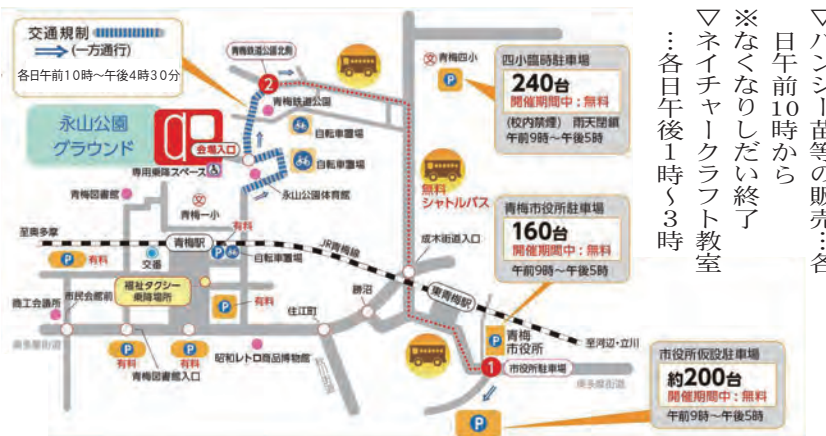 ▽パンジー苗等の販売…各
日午前10時から
※なくなりしだい終了
▽ネイチャークラフト教室
…各日午後1時～3時
交通規制
(一方通行)
各日午前10時～午後4時30分
青梅鉄道公園北側
2
青梅鉄道公園
自転車置場
永山公園
グラウンド
会場入口
専用乗降スペース
自転車置場
永山公園体育館
青梅図書館
文
青梅一小
有料
至奥多摩
P 有料
青梅駅
交番
P
自転車置場
JR青梅線
福祉タクシー
乗降場所
P 有料
商工会議所
市民会館前
住江町
勝沼
P
有料
P
有料
青梅図書館入口
昭和レトロ商品博物館
無料
シャトルバス
成木街道入口
東青梅駅
P
青梅
市役所
至河辺・立川
1
市役所駐車場
P
文 青梅四小
P
四小臨時駐車場
240台
開催期間中：無料
(校内禁煙) 雨天閉鎖
午前9時～午後5時
青梅市役所駐車場
160台
開催期間中：無料
午前9時～午後5時
市役所仮設駐車場
約200台
開催期間中：無料
午前9時～午後5時